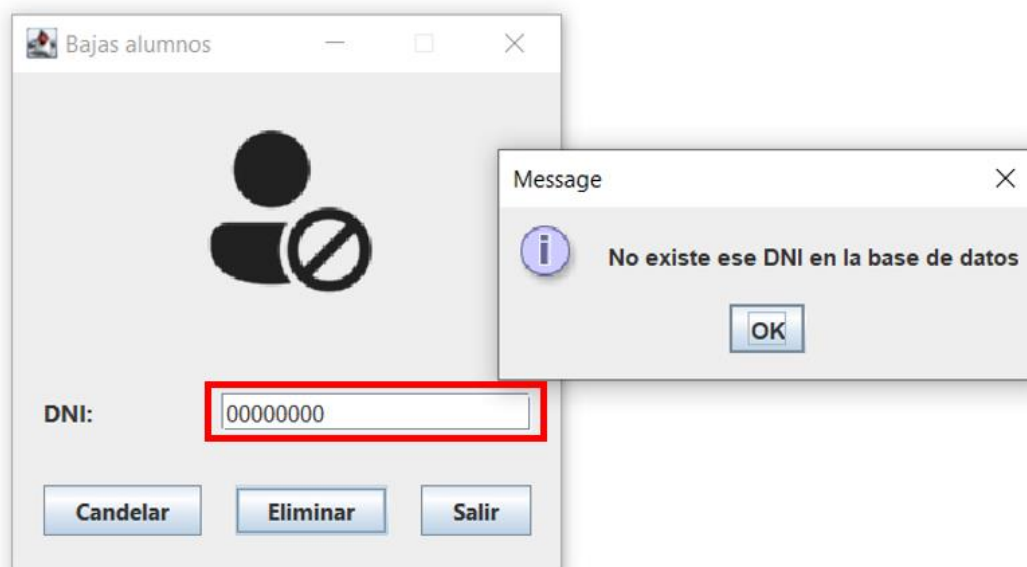 Bajas alumnos
Message
No existe ese DNI en la base de datos
OK
DNI:
00000000
Candelar
Eliminar
Salir